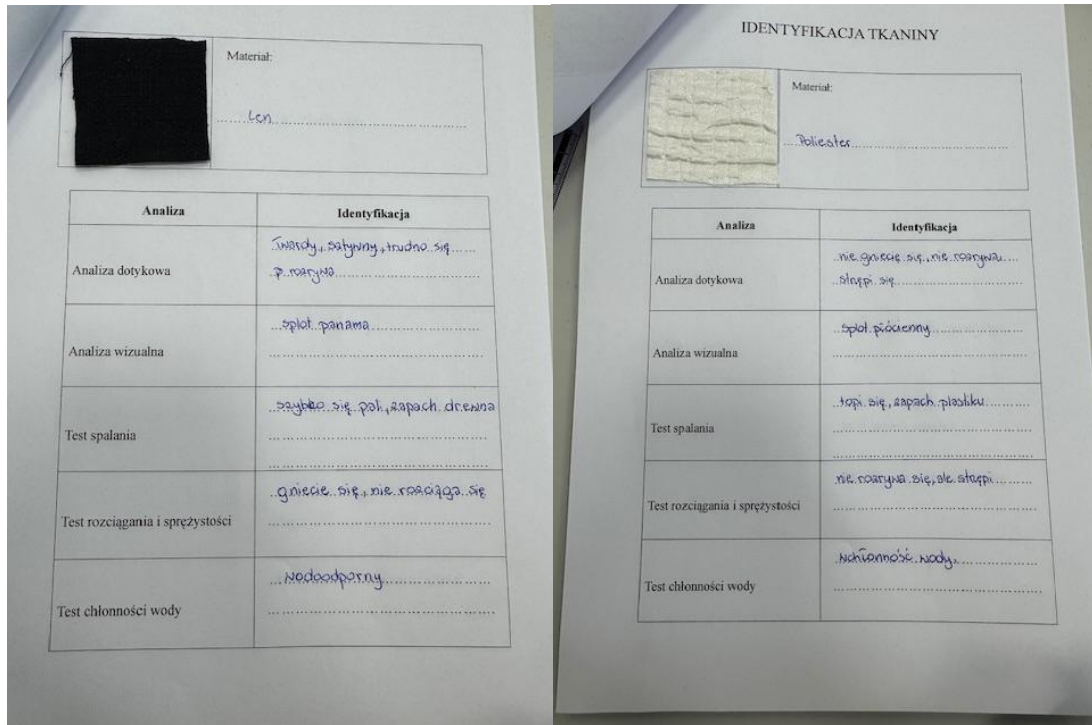 Materiał:
Len
Analiza
Identyfikacja
Analiza dotykowa
Twardy, sztywny, trudno się
p. rozrywa
Analiza wizualna
splot panama
Test spalania
szybko się pali, zapach drewna
Test rozciągania i sprężystości
gniecie się, nie rozciąga się
Test chłonności wody
wodoodporny
IDENTYFIKACJA TKANINY
Materiał:
Poliester
Analiza
Identyfikacja
Analiza dotykowa
nie gniecie się, nie rozrywa
strzępi się
Analiza wizualna
splot płócienny
Test spalania
topi się, zapach plastiku
Test rozciągania i sprężystości
nie rozrywa się, ale strzępi
Test chłonności wody
wchłonność wody,